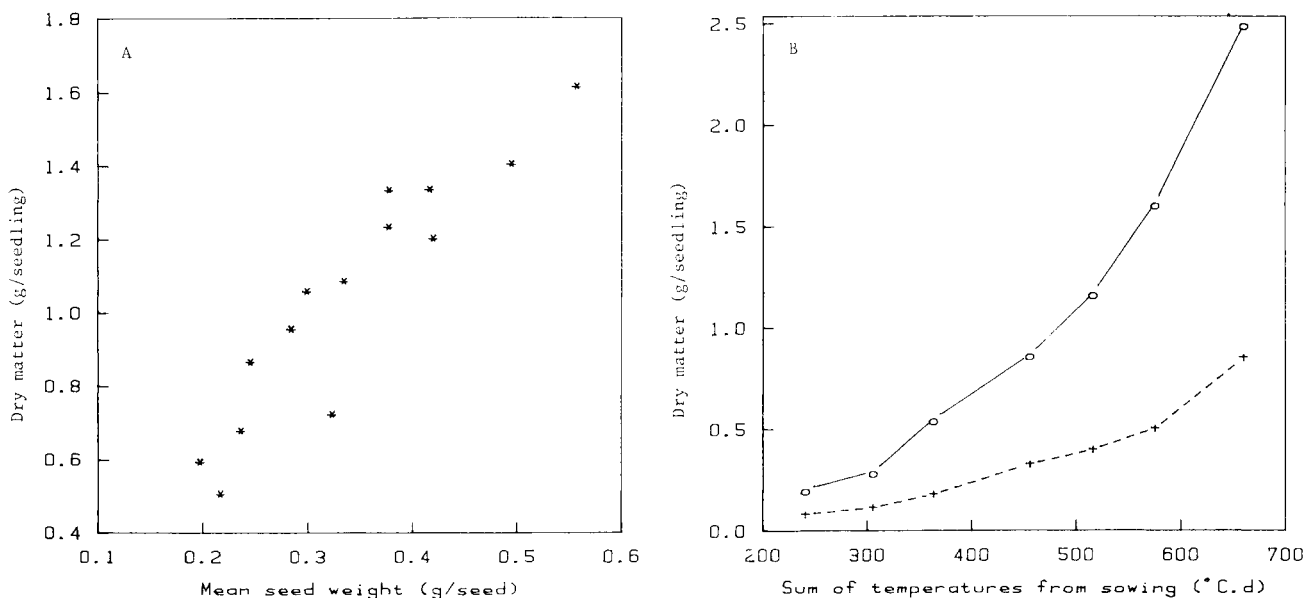 A
1.8
1.6
1.4
1.2
1.0
0.8
0.6
0.4
Dry matter (g/seedling)
0.1 0.2 0.3 0.4 0.5 0.6
Mean seed weight (g/seed)
B
2.5
2.0
1.5
1.0
0.5
0.0
Dry matter (g/seedling)
200 300 400 500 600 700
Sum of temperatures from sowing (°C.d)